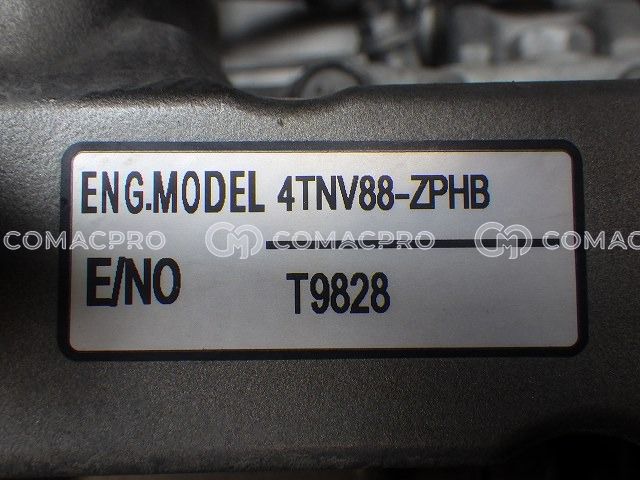 ENG.MODEL 4TNV88-ZPHB
COMACPRO COMACPRO COMACPRO
E/NO T9828